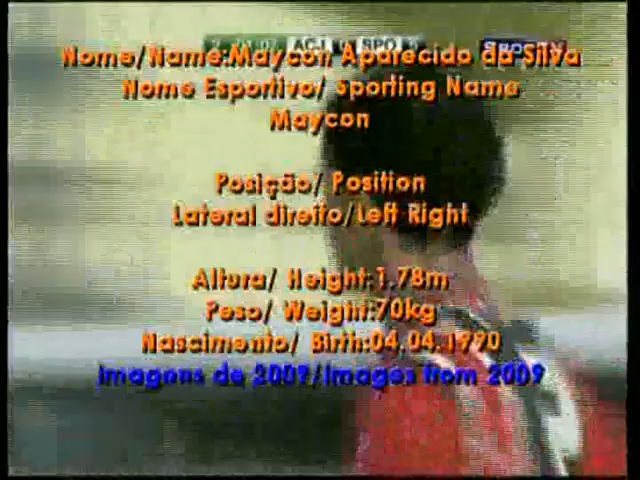 Nome/Name:Maycon Aparecido da Silva
Nome Esportivo/ Sporting Name
Maycon
Posição/ Position
Lateral direito/Left Right
Altura/ Height:1.78m
Peso/ Weight:70kg
Nascimento/ Birth:04.04.1990
Imagens de 2009/Images from 2009